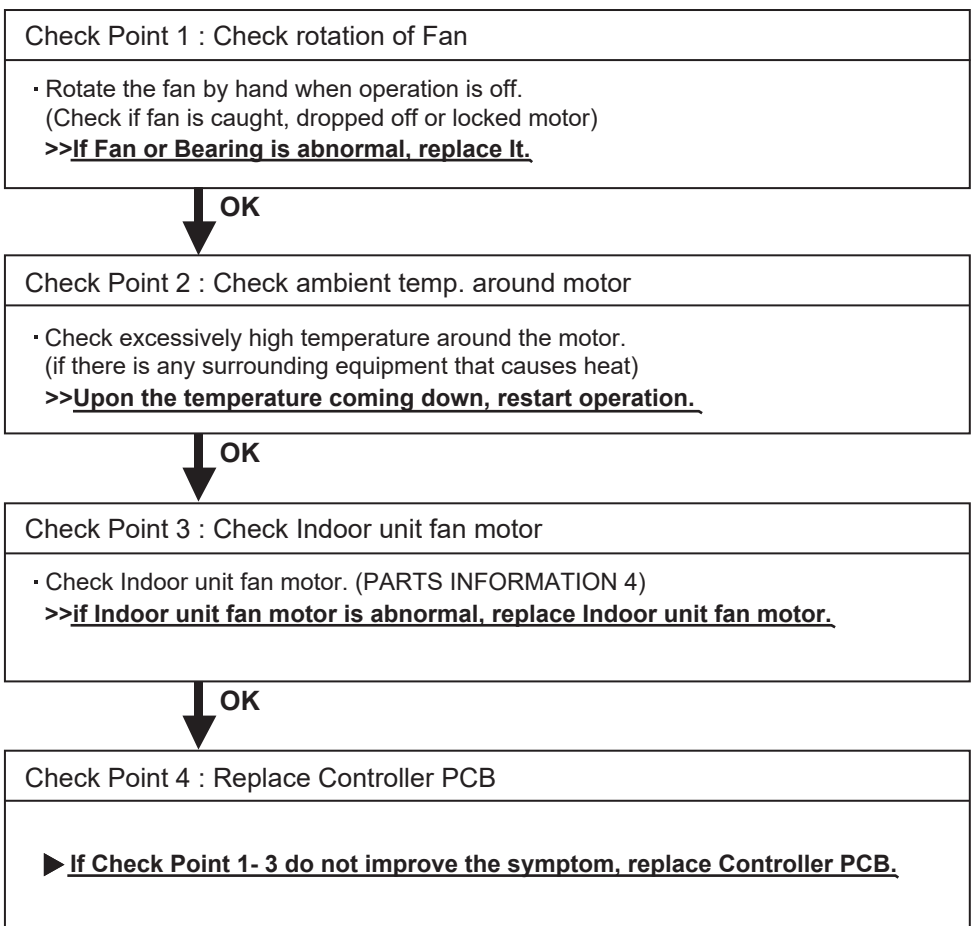 Check Point 1 : Check rotation of Fan
· Rotate the fan by hand when operation is off.
(Check if fan is caught, dropped off or locked motor)
>>If Fan or Bearing is abnormal, replace It.
OK
Check Point 2 : Check ambient temp. around motor
· Check excessively high temperature around the motor.
(if there is any surrounding equipment that causes heat)
>>Upon the temperature coming down, restart operation.
OK
Check Point 3 : Check Indoor unit fan motor
· Check Indoor unit fan motor. (PARTS INFORMATION 4)
>>if Indoor unit fan motor is abnormal, replace Indoor unit fan motor.
OK
Check Point 4 : Replace Controller PCB
▶ If Check Point 1- 3 do not improve the symptom, replace Controller PCB.